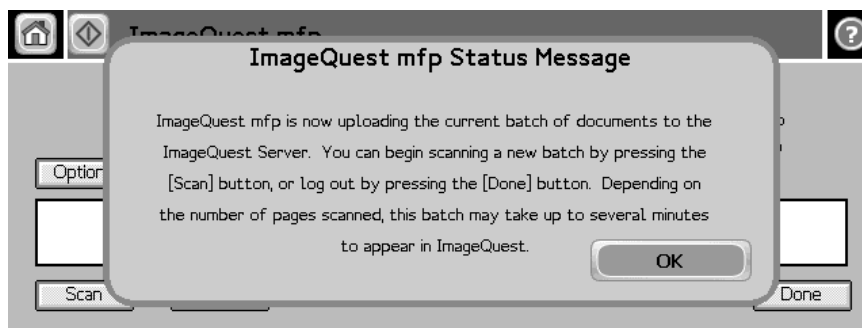 ImageQuest mfp
ImageQuest mfp Status Message
ImageQuest mfp is now uploading the current batch of documents to the
ImageQuest Server. You can begin scanning a new batch by pressing the
[Scan] button, or log out by pressing the [Done] button. Depending on
the number of pages scanned, this batch may take up to several minutes
to appear in ImageQuest.
OK
Option
Scan
Done
?